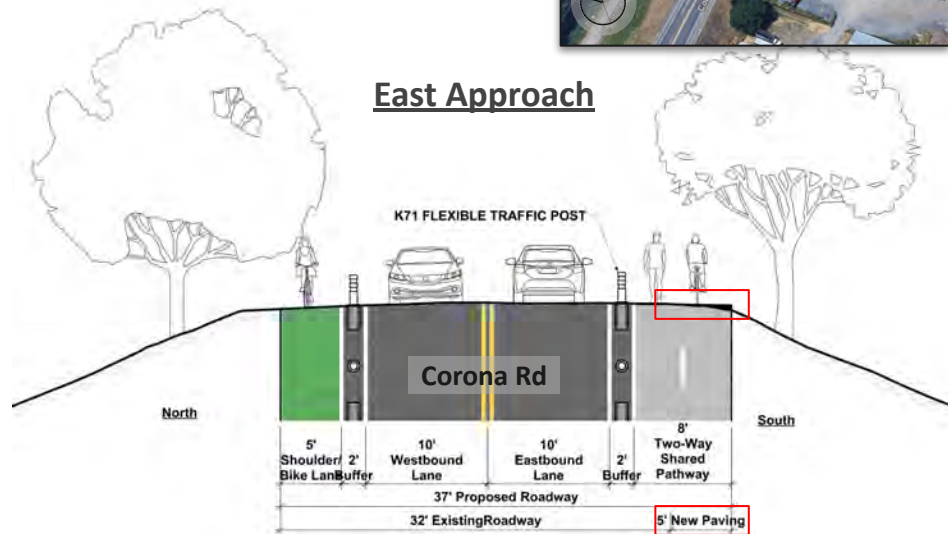 East Approach
K71 FLEXIBLE TRAFFIC POST
Corona Rd
North
South
5'
Shoulder/
Bike Lane
2'
Buffer
10'
Westbound
Lane
10'
Eastbound
Lane
2'
Buffer
8'
Two-Way
Shared
Pathway
37' Proposed Roadway
32' ExistingRoadway
5' New Paving